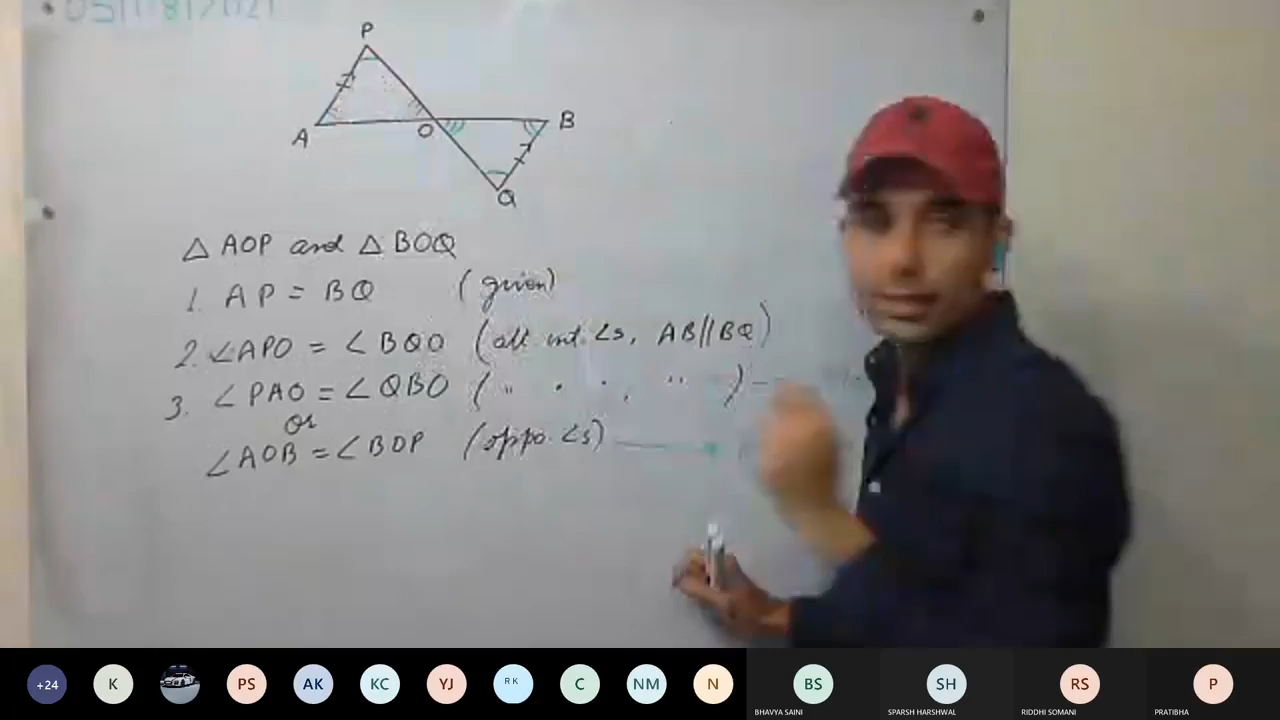 P
A
O
B
Q
△ AOP and △ BOQ
1. AP = BQ (given)
2. ∠APO = ∠BQO (alt int. ∠s, AB//BQ)
3. ∠PAO = ∠QBO ( " " " , " )
or
∠AOB = ∠BOP (oppo. ∠s)
+24 K PS AK KC YJ RK C NM N BS SH RS P
BHAVYA SAINI SPARSH HARSHWAL RIDDHI SOMANI PRATIBHA